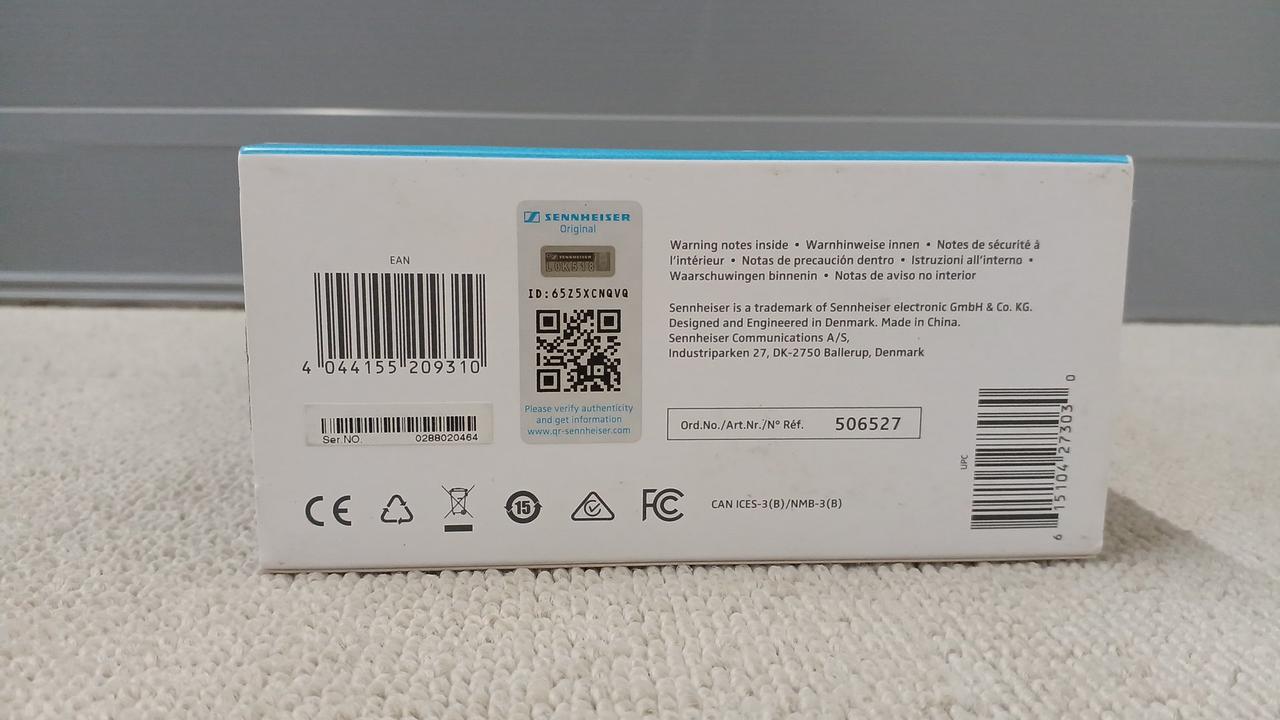 EAN
4 044155 209310
Ser NO. 0288020464
SENNHEISER
Original
SENNHEISER
ID:65Z5XCNQVQ
Please verify authenticity
and get information
www.qr-sennheiser.com
Warning notes inside • Warnhinweise innen • Notes de sécurité à
l'intérieur • Notas de precaución dentro • Istruzioni all'interno •
Waarschuwingen binnenin • Notas de aviso no interior
Sennheiser is a trademark of Sennheiser electronic GmbH & Co. KG.
Designed and Engineered in Denmark. Made in China.
Sennheiser Communications A/S,
Industriparken 27, DK-2750 Ballerup, Denmark
Ord.No./Art.Nr./N° Réf. 506527
UPC
6 15104 27303 0
CE
15
FC
CAN ICES-3(B)/NMB-3(B)